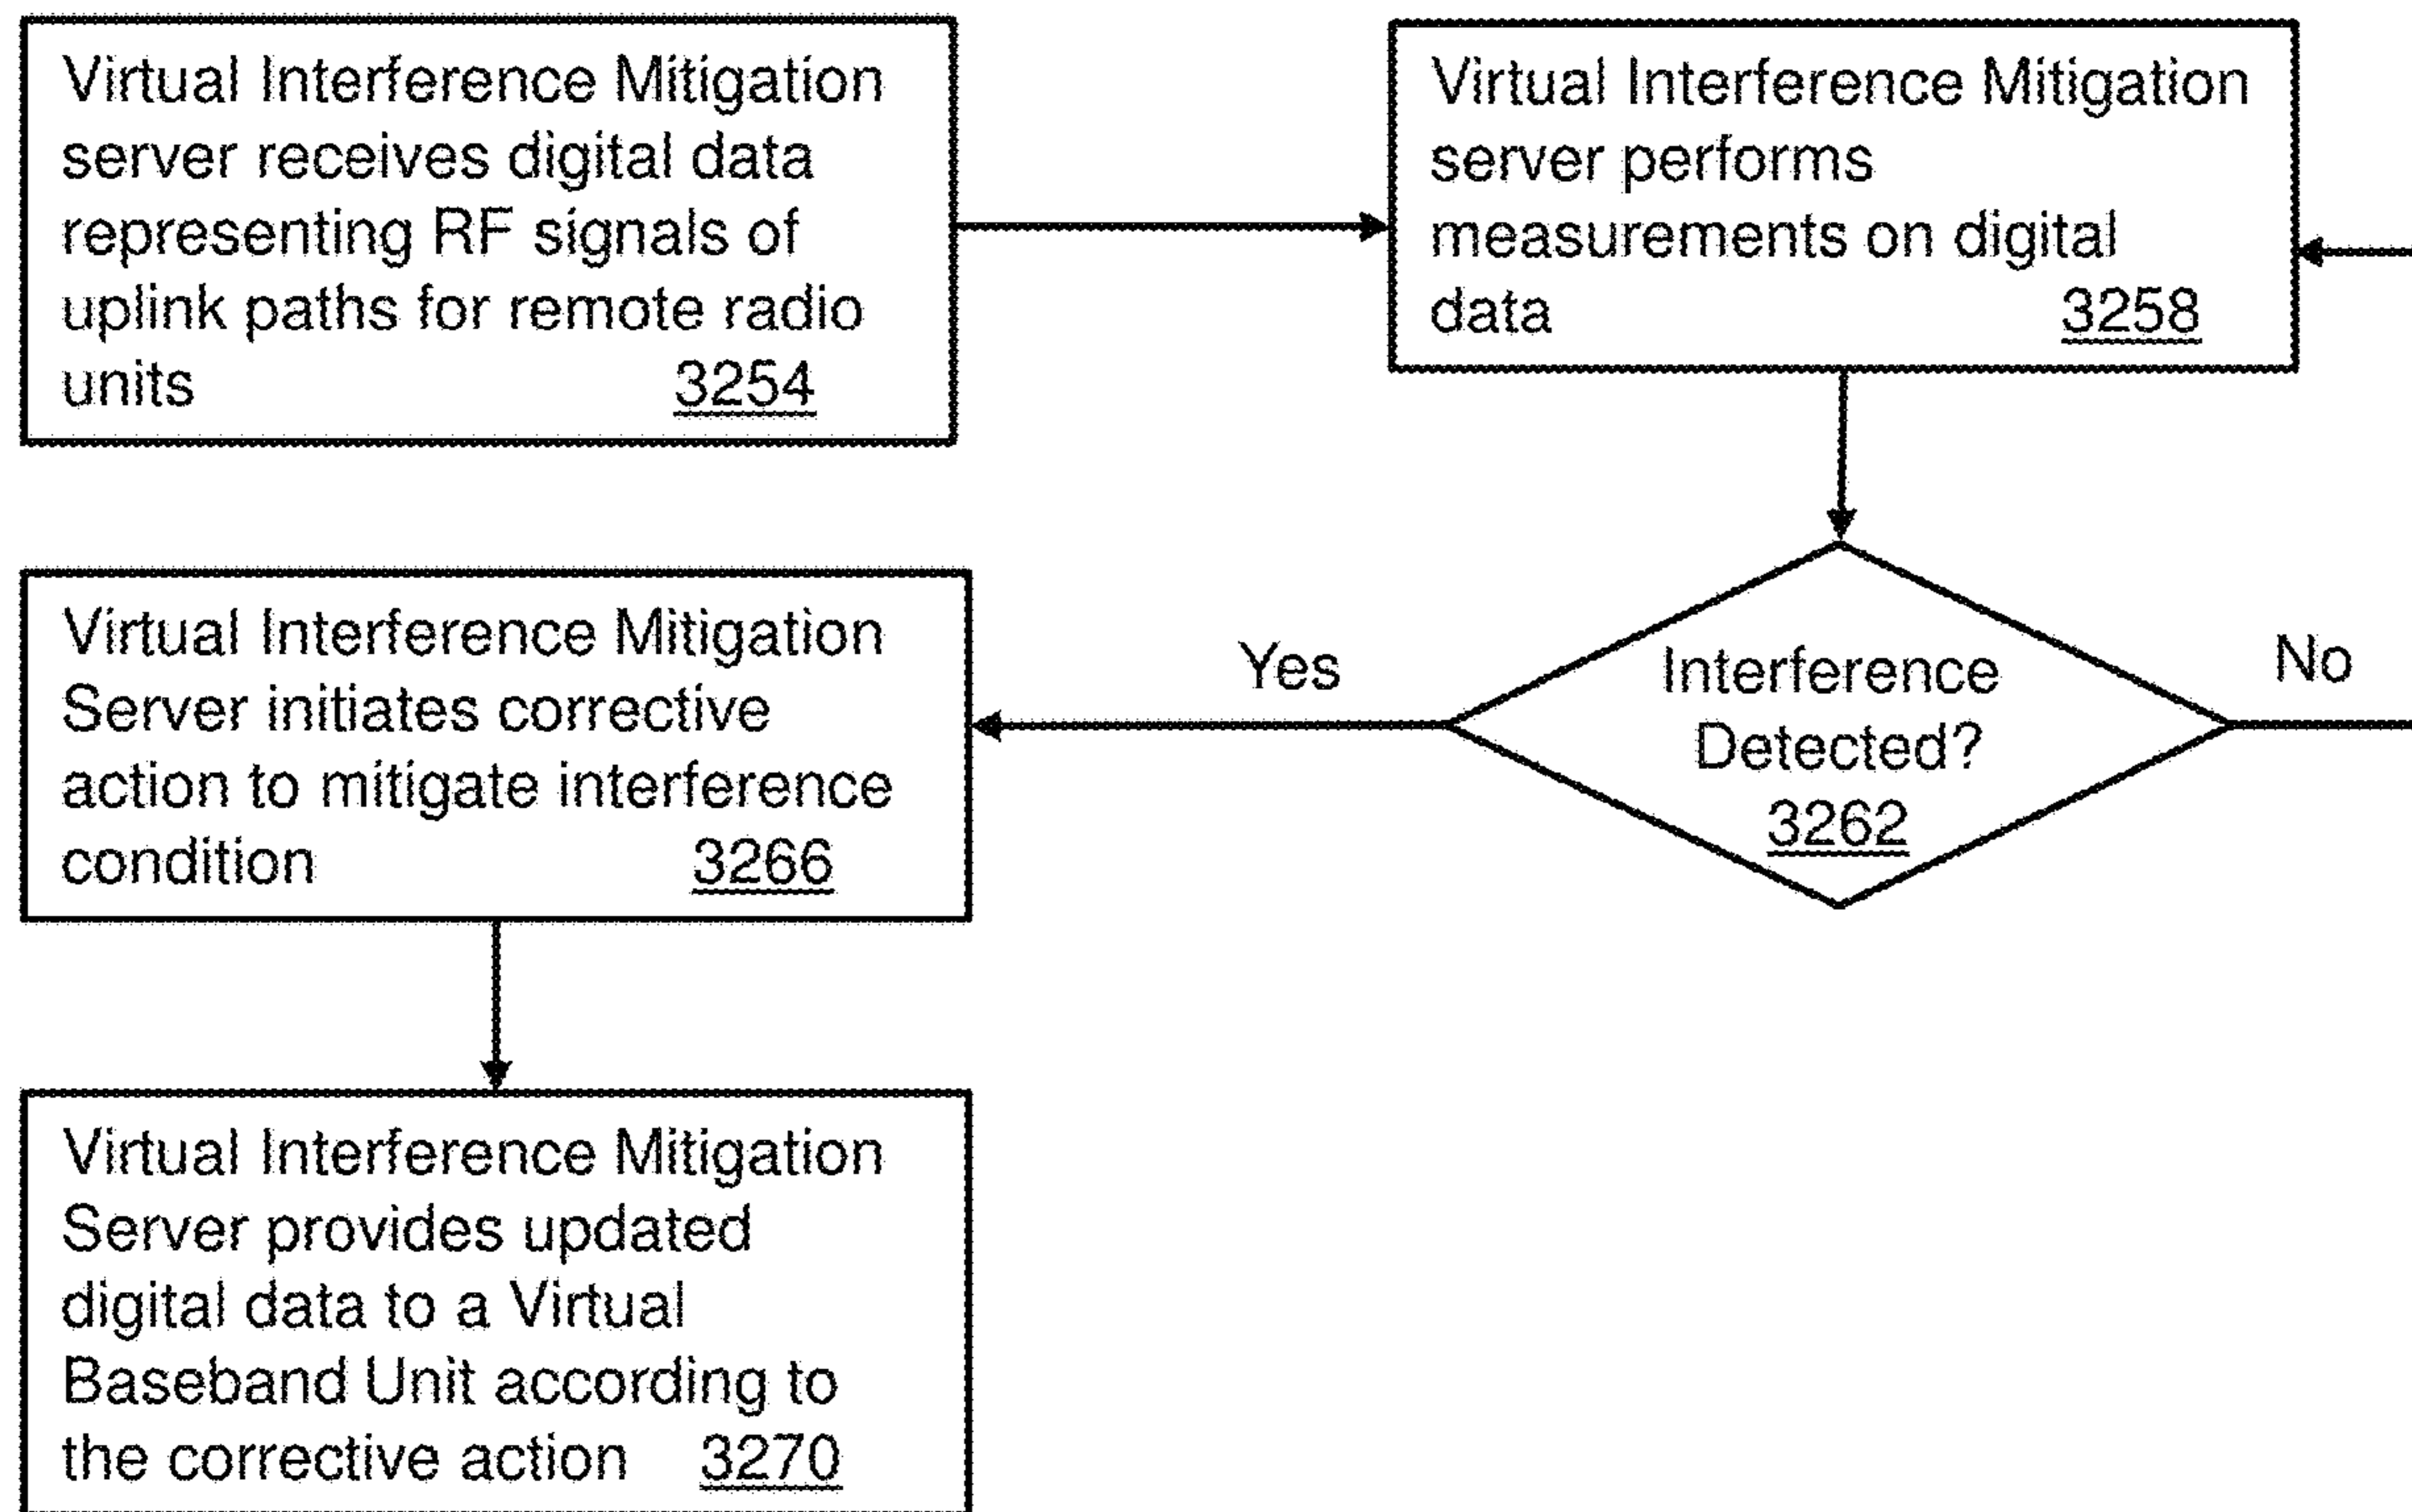 Virtual Interference Mitigation
server receives digital data
representing RF signals of
uplink paths for remote radio
units 3254
Virtual Interference Mitigation
server performs
measurements on digital
data 3258
Interference
Detected?
3262
Yes
No
Virtual Interference Mitigation
Server initiates corrective
action to mitigate interference
condition 3266
Virtual Interference Mitigation
Server provides updated
digital data to a Virtual
Baseband Unit according to
the corrective action 3270